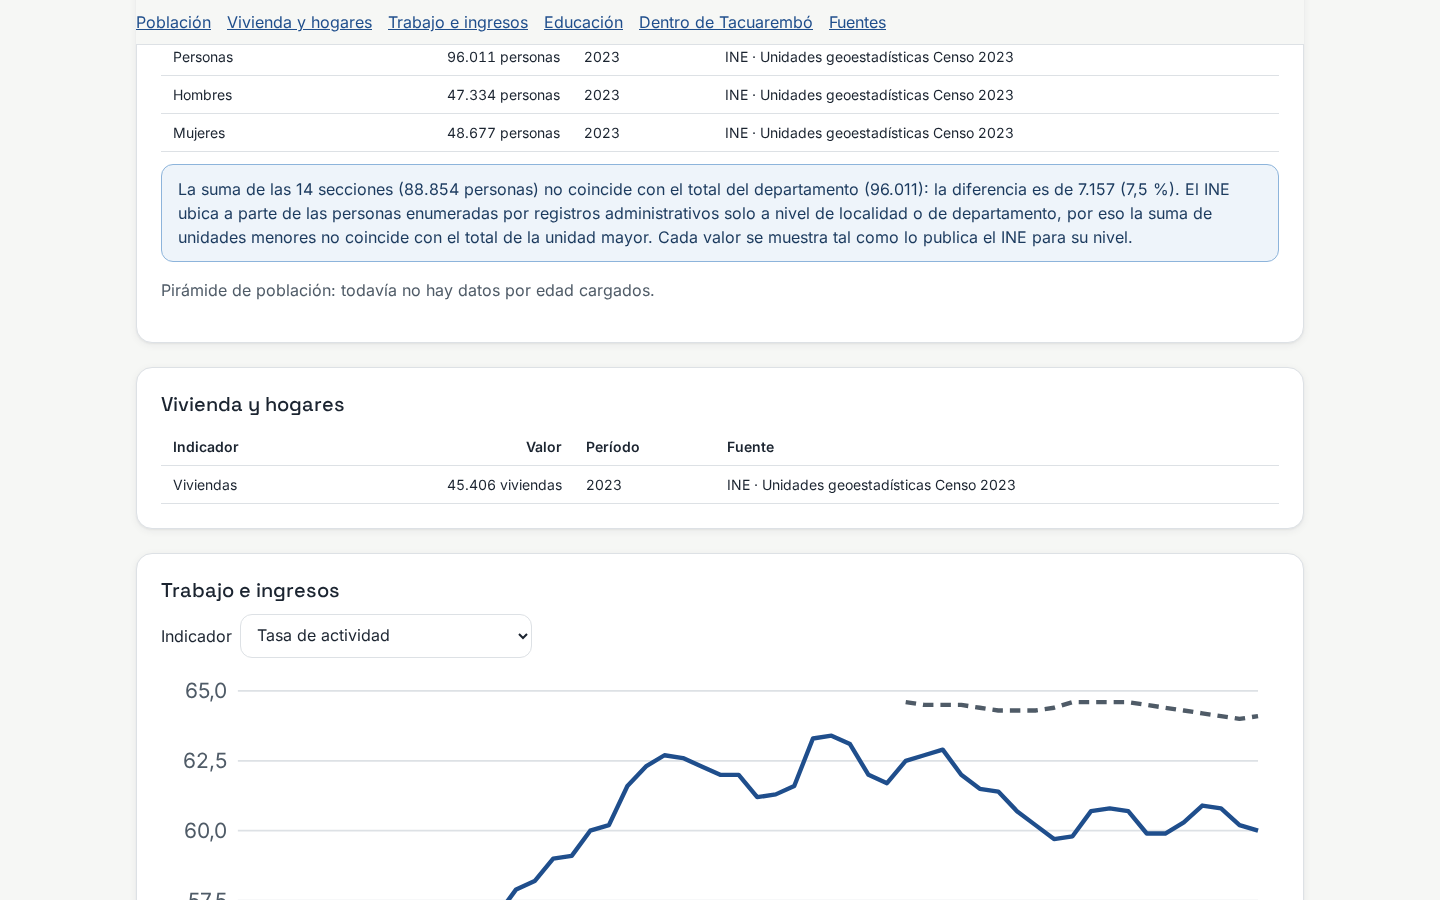 Población Vivienda y hogares Trabajo e ingresos Educación Dentro de Tacuarembó Fuentes
Personas 96.011 personas 2023 INE · Unidades geoestadísticas Censo 2023
Hombres 47.334 personas 2023 INE · Unidades geoestadísticas Censo 2023
Mujeres 48.677 personas 2023 INE · Unidades geoestadísticas Censo 2023
La suma de las 14 secciones (88.854 personas) no coincide con el total del departamento (96.011): la diferencia es de 7.157 (7,5 %). El INE
ubica a parte de las personas enumeradas por registros administrativos solo a nivel de localidad o de departamento, por eso la suma de
unidades menores no coincide con el total de la unidad mayor. Cada valor se muestra tal como lo publica el INE para su nivel.
Pirámide de población: todavía no hay datos por edad cargados.
Vivienda y hogares
Indicador Valor Período Fuente
Viviendas 45.406 viviendas 2023 INE · Unidades geoestadísticas Censo 2023
Trabajo e ingresos
Indicador Tasa de actividad
65,0
62,5
60,0
57,5